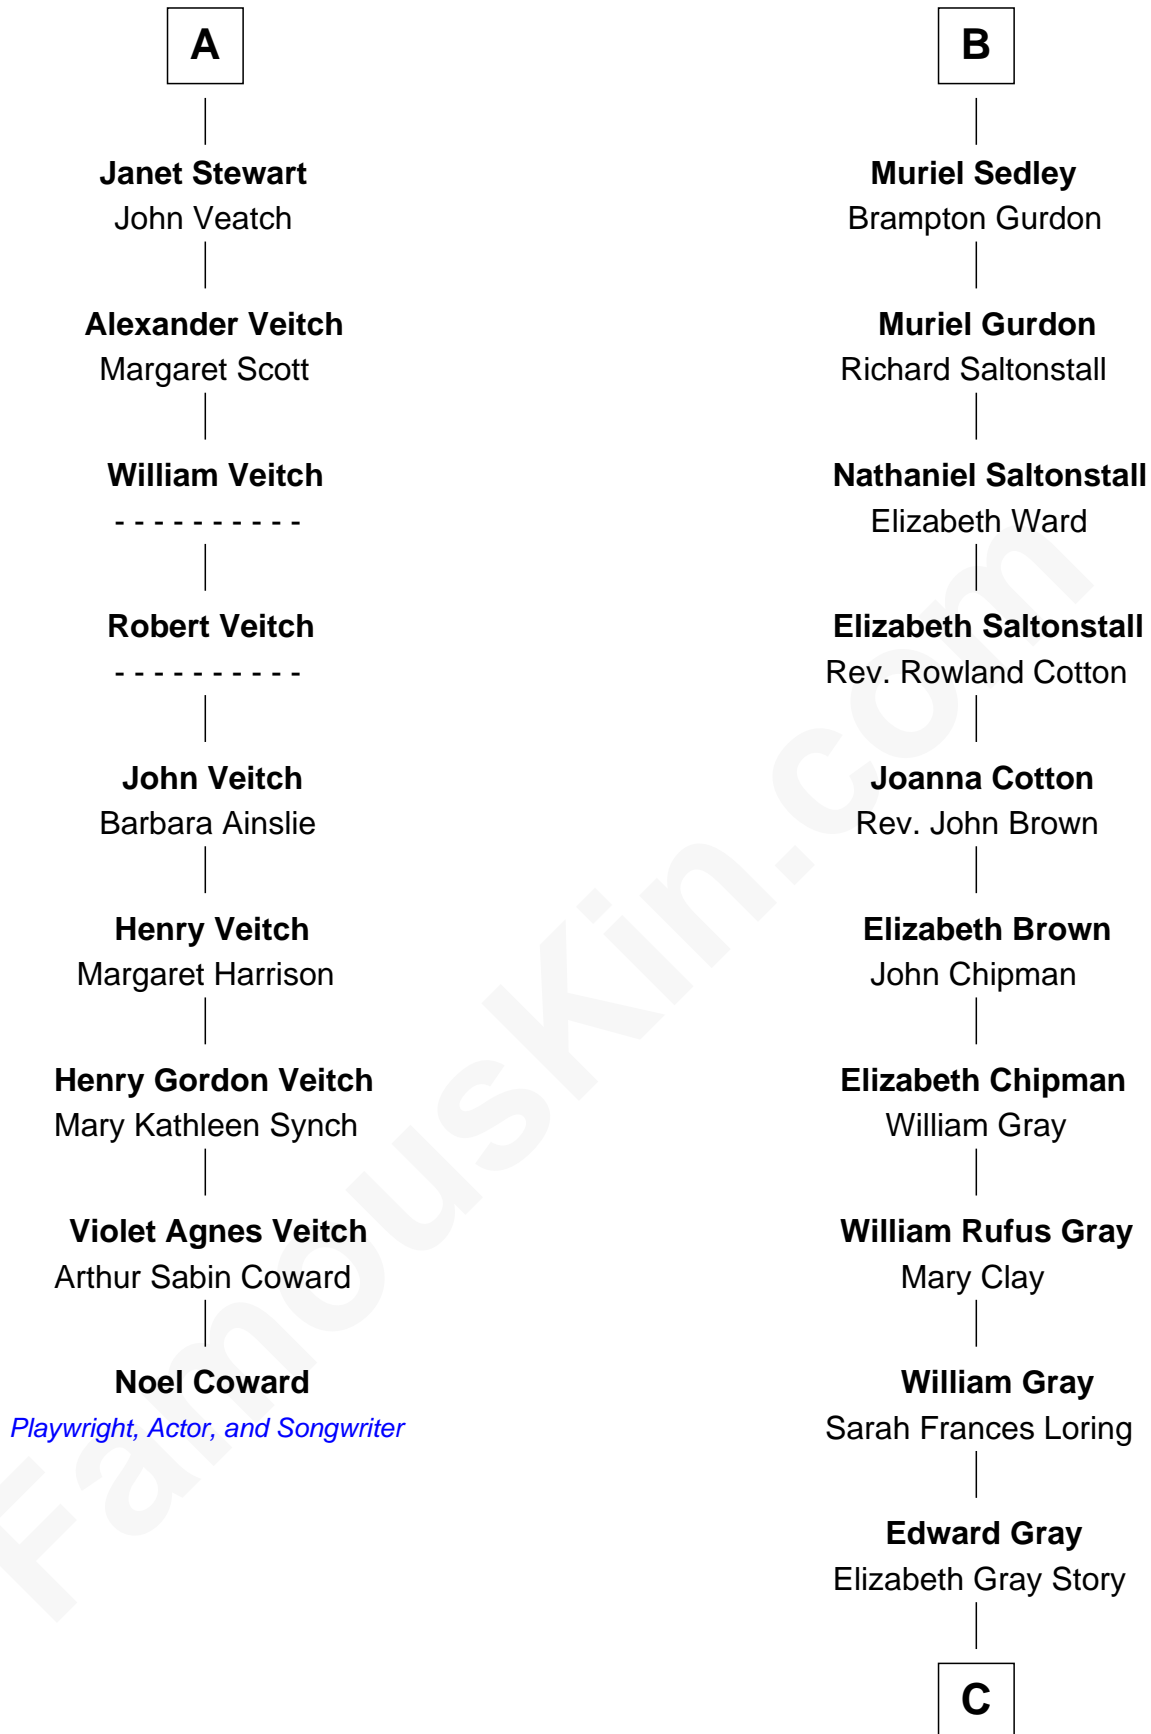 A
Janet Stewart
John Veatch
Alexander Veitch
Margaret Scott
William Veitch
- - - - - - - - - -
Robert Veitch
- - - - - - - - - -
John Veitch
Barbara Ainslie
Henry Veitch
Margaret Harrison
Henry Gordon Veitch
Mary Kathleen Synch
Violet Agnes Veitch
Arthur Sabin Coward
Noel Coward
Playwright, Actor, and Songwriter
B
Muriel Sedley
Brampton Gurdon
Muriel Gurdon
Richard Saltonstall
Nathaniel Saltonstall
Elizabeth Ward
Elizabeth Saltonstall
Rev. Rowland Cotton
Joanna Cotton
Rev. John Brown
Elizabeth Brown
John Chipman
Elizabeth Chipman
William Gray
William Rufus Gray
Mary Clay
William Gray
Sarah Frances Loring
Edward Gray
Elizabeth Gray Story
C
FamousKin.com